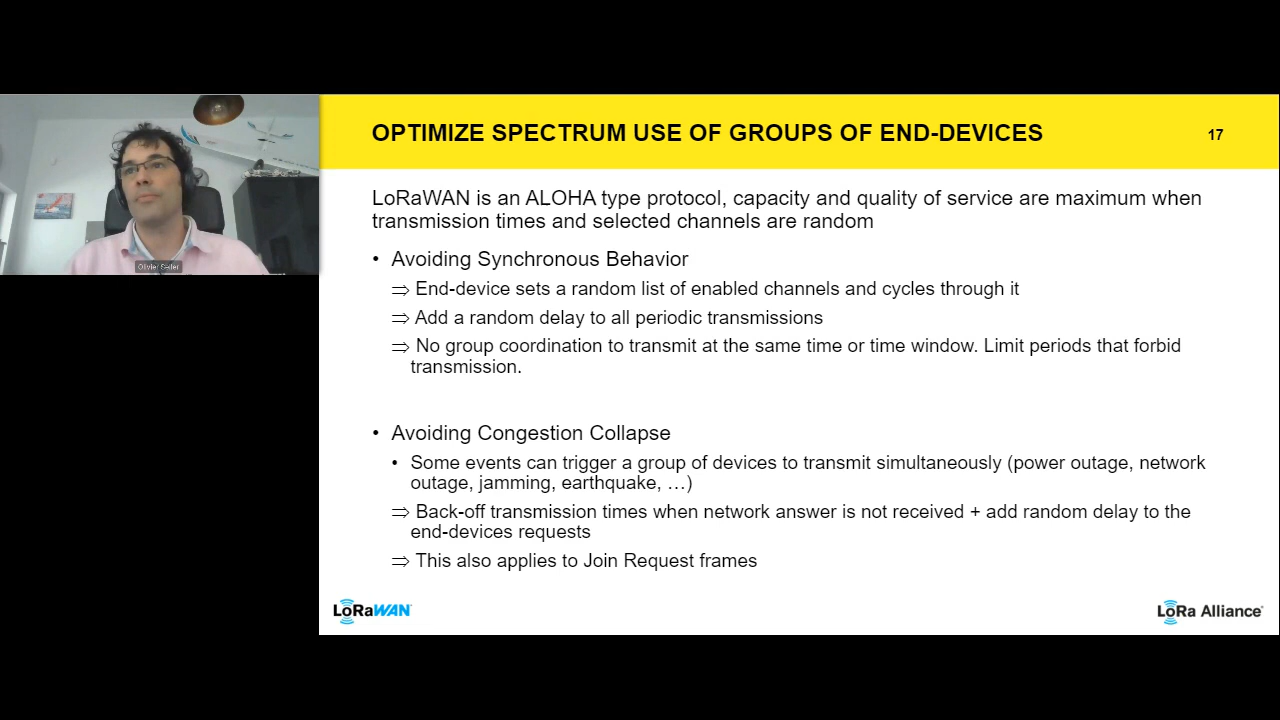 OPTIMIZE SPECTRUM USE OF GROUPS OF END-DEVICES
17
LoRaWAN is an ALOHA type protocol, capacity and quality of service are maximum when
transmission times and selected channels are random
• Avoiding Synchronous Behavior
⇒ End-device sets a random list of enabled channels and cycles through it
⇒ Add a random delay to all periodic transmissions
⇒ No group coordination to transmit at the same time or time window. Limit periods that forbid
transmission.
• Avoiding Congestion Collapse
• Some events can trigger a group of devices to transmit simultaneously (power outage, network
outage, jamming, earthquake, …)
⇒ Back-off transmission times when network answer is not received + add random delay to the
end-devices requests
⇒ This also applies to Join Request frames
LoRaWAN
LoRa Alliance
Olivier Seller